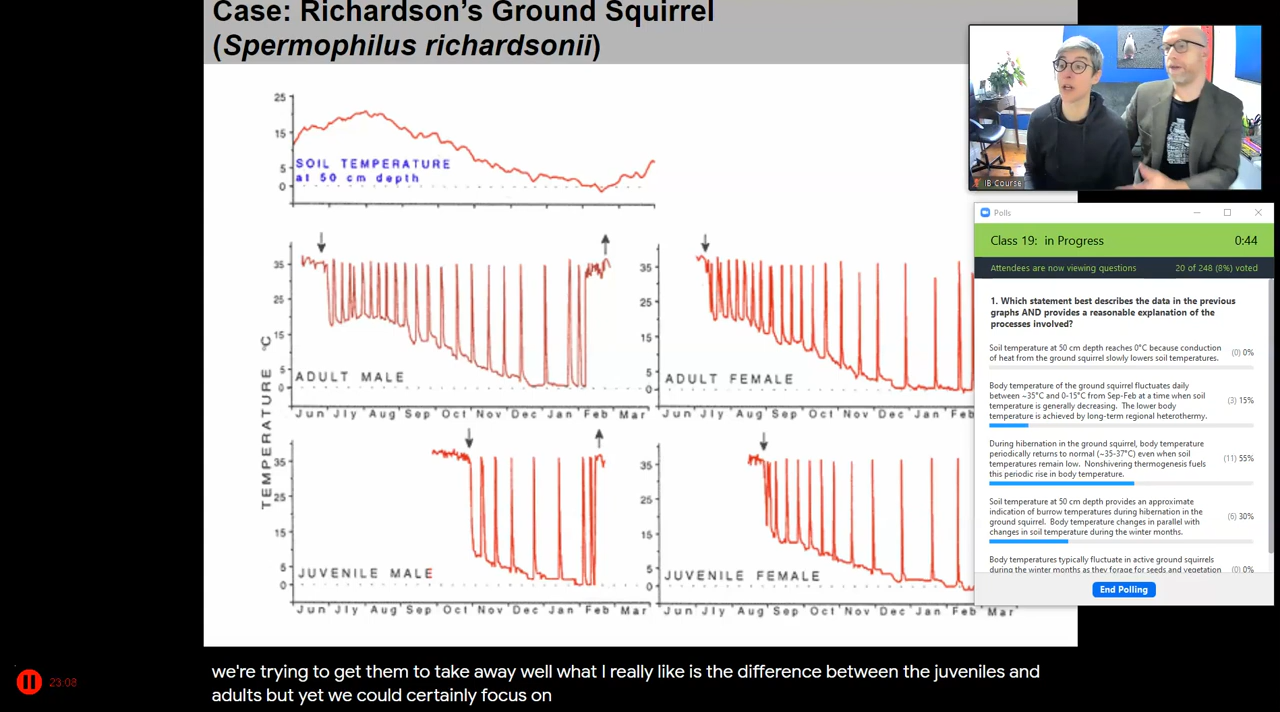 Case: Richardson's Ground Squirrel
(Spermophilus richardsonii)
25
15
5
0
SOIL TEMPERATURE
at 50 cm depth
TEMPERATURE °C
35
25
15
5
0
ADULT MALE
Jun Jly Aug Sep Oct Nov Dec Jan Feb Mar
35
25
15
5
0
ADULT FEMALE
Jun Jly Aug Sep Oct Nov Dec Jan Feb
35
25
15
5
0
JUVENILE MALE
Jun Jly Aug Sep Oct Nov Dec Jan Feb Mar
35
25
15
5
0
JUVENILE FEMALE
Jun Jly Aug Sep Oct Nov Dec Jan Feb Mar
IB Course
Polls
Class 19: in Progress
0:44
Attendees are now viewing questions
20 of 248 (8%) voted
1. Which statement best describes the data in the previous
graphs AND provides a reasonable explanation of the
processes involved?
Soil temperature at 50 cm depth reaches 0°C because conduction
of heat from the ground squirrel slowly lowers soil temperatures.
(0) 0%
Body temperature of the ground squirrel fluctuates daily
between ~35°C and 0-15°C from Sep-Feb at a time when soil
temperature is generally decreasing. The lower body
temperature is achieved by long-term regional heterothermy.
(3) 15%
During hibernation in the ground squirrel, body temperature
periodically returns to normal (~35-37°C) even when soil
temperatures remain low. Nonshivering thermogenesis fuels
this periodic rise in body temperature.
(11) 55%
Soil temperature at 50 cm depth provides an approximate
indication of burrow temperatures during hibernation in the
ground squirrel. Body temperature changes in parallel with
changes in soil temperature during the winter months.
(6) 30%
Body temperatures typically fluctuate in active ground squirrels
during the winter months as they forage for seeds and vegetation
(0) 0%
End Polling
23:08
we're trying to get them to take away well what I really like is the difference between the juveniles and
adults but yet we could certainly focus on